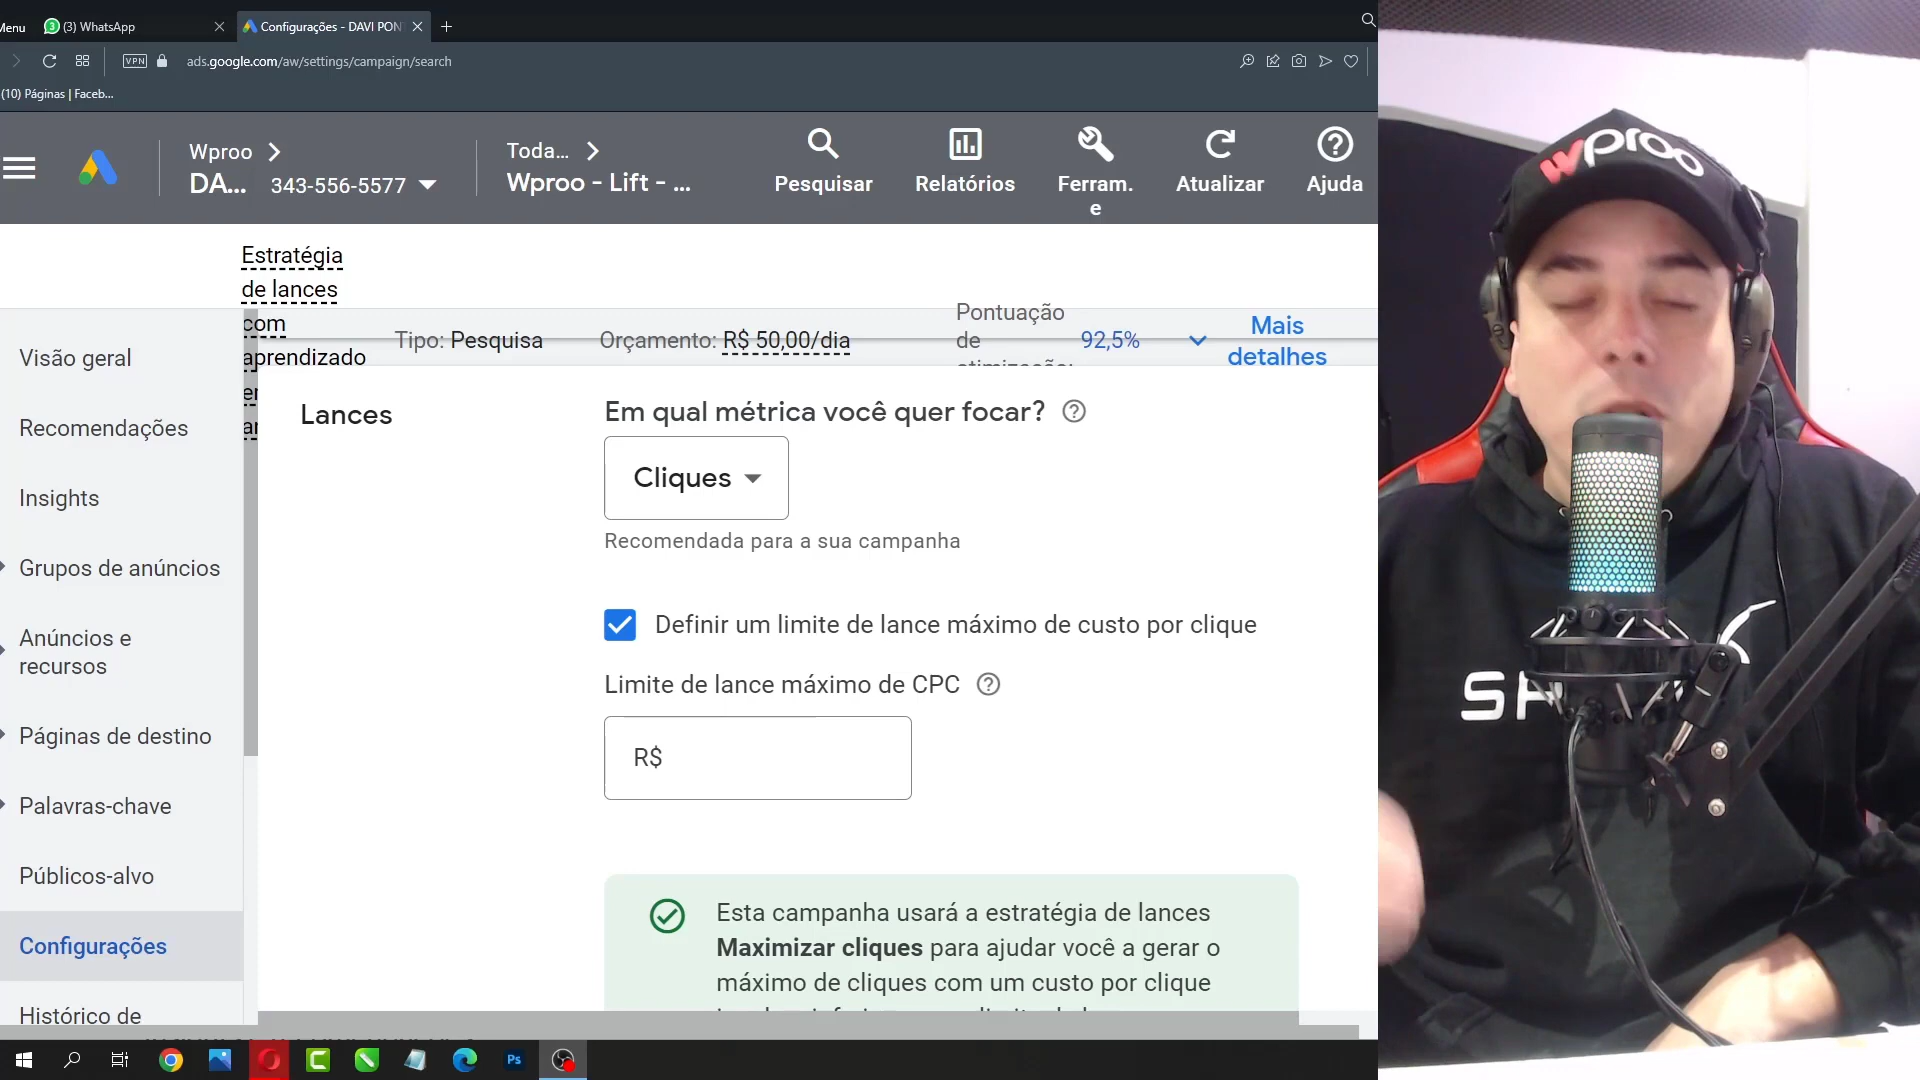 Menu
3
(3) WhatsApp
Configurações - DAVI PON
VPN
ads.google.com/aw/settings/campaign/search
(10) Páginas | Faceb...
Wproo
DA...
343-556-5577
Toda...
Wproo - Lift - ...
Pesquisar
Relatórios
Ferram.
e
Atualizar
Ajuda
wproo
Estratégia
de lances
com
aprendizado
Tipo: Pesquisa
Orçamento: R$ 50,00/dia
Pontuação
de
otimização:
92,5%
Mais
detalhes
Visão geral
Recomendações
Insights
Grupos de anúncios
Anúncios e
recursos
Páginas de destino
Palavras-chave
Públicos-alvo
Configurações
Histórico de
Lances
Em qual métrica você quer focar?
Cliques
Recomendada para a sua campanha
Definir um limite de lance máximo de custo por clique
Limite de lance máximo de CPC
R$
Esta campanha usará a estratégia de lances
Maximizar cliques para ajudar você a gerar o
máximo de cliques com um custo por clique
Ps